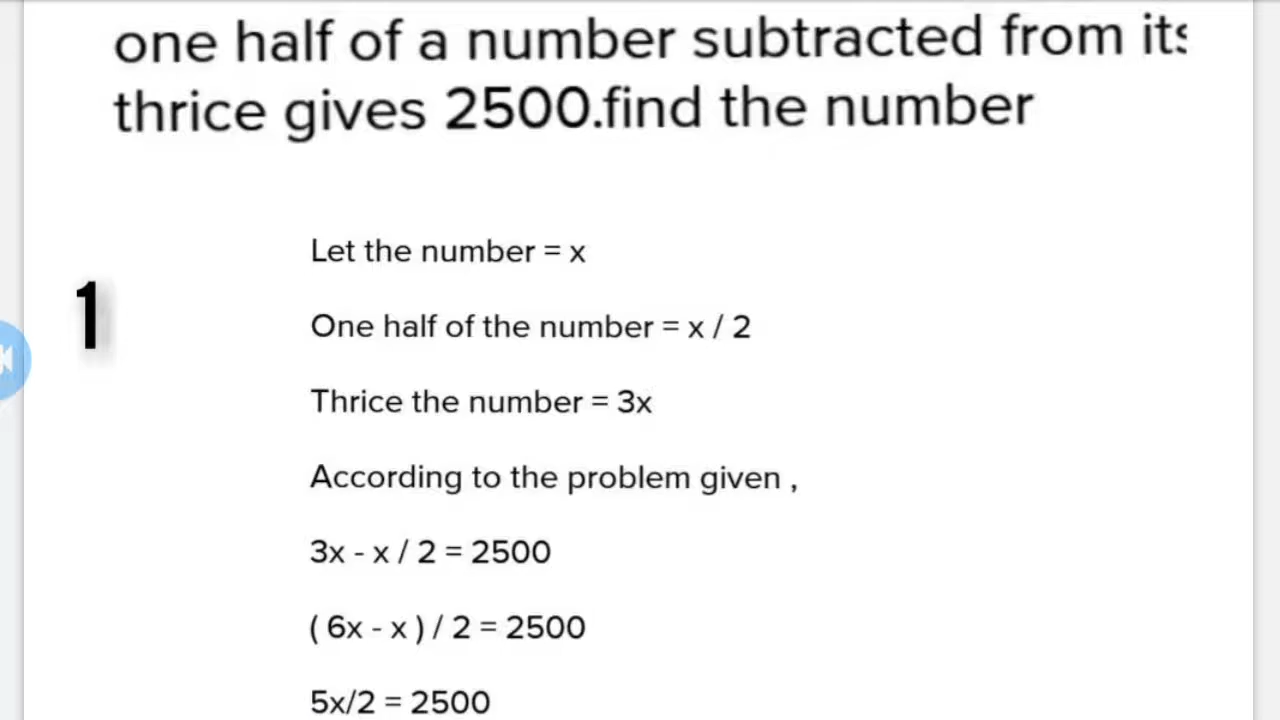 one half of a number subtracted from its
thrice gives 2500.find the number
Let the number = x
1
One half of the number = x / 2
Thrice the number = 3x
According to the problem given ,
3x - x / 2 = 2500
( 6x - x ) / 2 = 2500
5x/2 = 2500